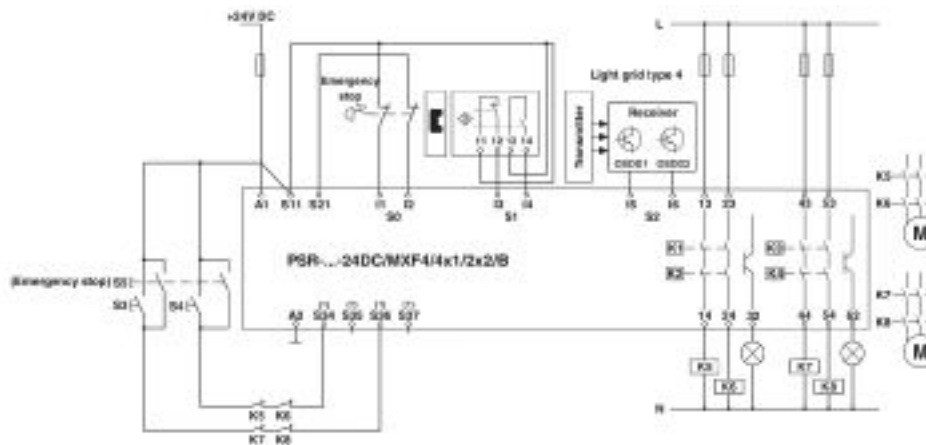 +24V DC
L
Emergency
stop
Light grid type 4
Transmitter
Receiver
OSSD1 OSSD2
11 12 13 14
A1 S11 S21 I1 I2 I3 I4 I5 I6 13 23 43 53
S0 S1 S2
K5
K6
M
K1
K2
PSR-...-24DC/MXF4/4x1/2x2/B
(Emergency stop) S5
S3 S4
A2 S34 S35 S36 S37
14 24 32 44 54 62
K7
K8
M
K5
K6
K7
K8
N
K5 K6
K7 K8